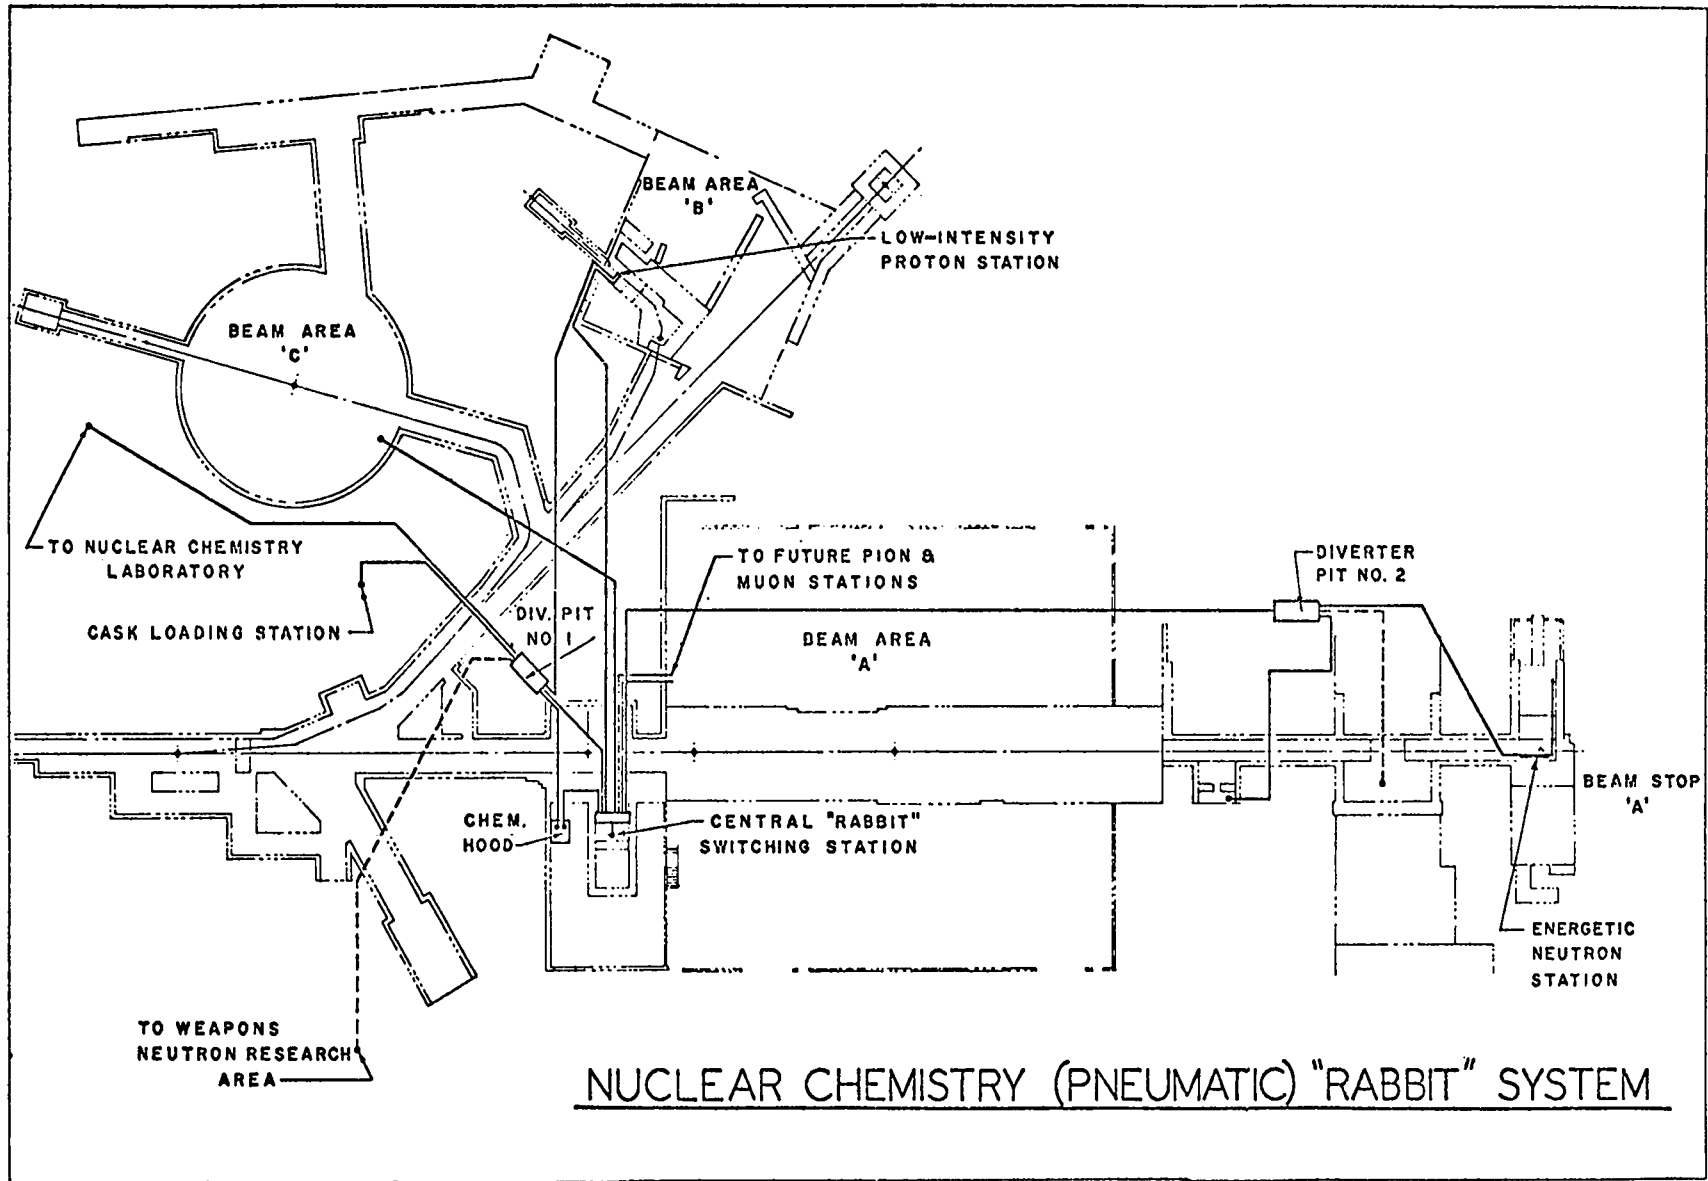 BEAM AREA
'B'
LOW-INTENSITY
PROTON STATION
BEAM AREA
'C'
TO NUCLEAR CHEMISTRY
LABORATORY
CASK LOADING STATION
DIV. PIT
NO. 1
TO FUTURE PION &
MUON STATIONS
BEAM AREA
'A'
DIVERTER
PIT NO. 2
CHEM.
HOOD
CENTRAL "RABBIT"
SWITCHING STATION
BEAM STOP
'A'
ENERGETIC
NEUTRON
STATION
TO WEAPONS
NEUTRON RESEARCH
AREA
NUCLEAR CHEMISTRY (PNEUMATIC) "RABBIT" SYSTEM